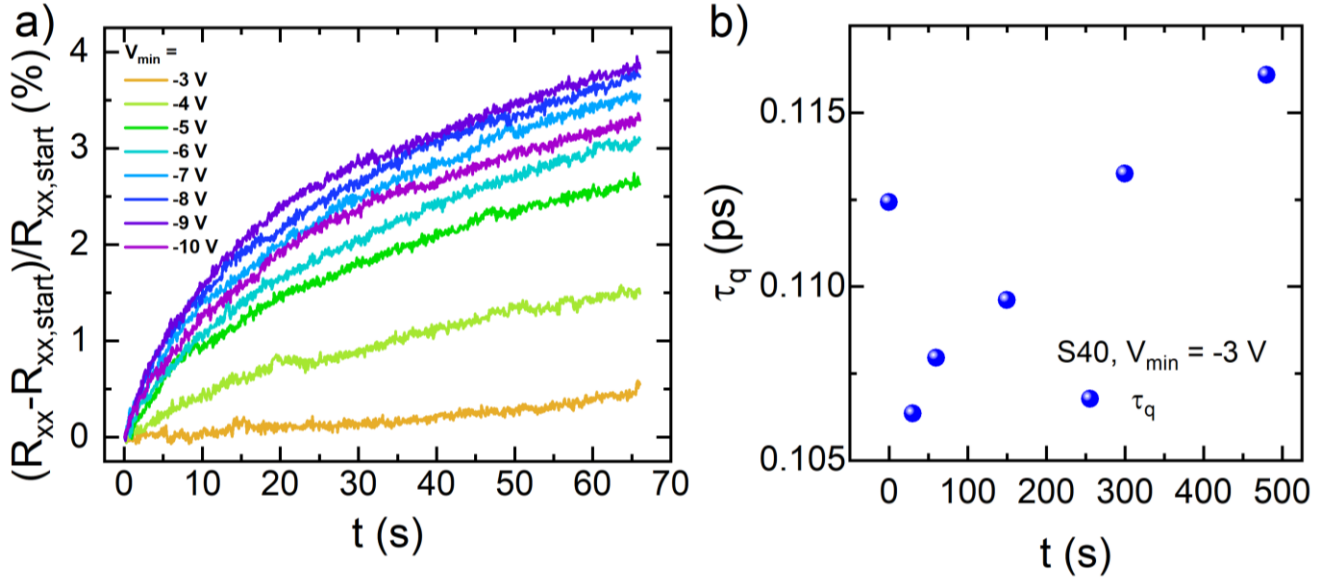 a)
(R_xx-R_xx,start)/R_xx,start (%)
4
3
2
1
0
V_min =
-3 V
-4 V
-5 V
-6 V
-7 V
-8 V
-9 V
-10 V
0 10 20 30 40 50 60 70
t (s)
b)
τ_q (ps)
0.115
0.110
0.105
S40, V_min = -3 V
τ_q
0 100 200 300 400 500
t (s)